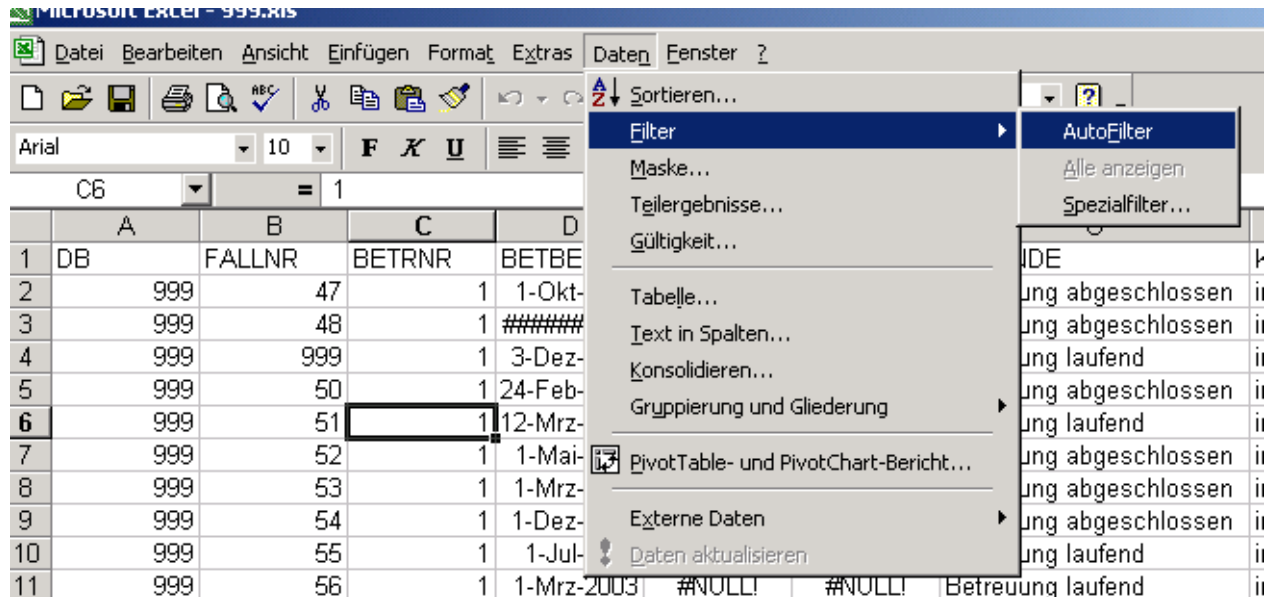 Microsoft Excel - 999.xls
Datei Bearbeiten Ansicht Einfügen Format Extras Daten Fenster ?
ABC
Sortieren...
Arial 10 F K U
Filter
AutoFilter
Maske...
Alle anzeigen
Teilergebnisse...
Spezialfilter...
Gültigkeit...
Tabelle...
Text in Spalten...
Konsolidieren...
Gruppierung und Gliederung
PivotTable- und PivotChart-Bericht...
Externe Daten
Daten aktualisieren
C6 = 1
A B C D
1 DB FALLNR BETRNR BETBE NDE
2 999 47 1 1-Okt- ung abgeschlossen
3 999 48 1 ####### ung abgeschlossen
4 999 999 1 3-Dez- ung laufend
5 999 50 1 24-Feb- ung abgeschlossen
6 999 51 1 12-Mrz- ung laufend
7 999 52 1 1-Mai- ung abgeschlossen
8 999 53 1 1-Mrz- ung abgeschlossen
9 999 54 1 1-Dez- ung abgeschlossen
10 999 55 1 1-Jul- ung laufend
11 999 56 1 1-Mrz-2003 #NULL! #NULL! Betreuung laufend